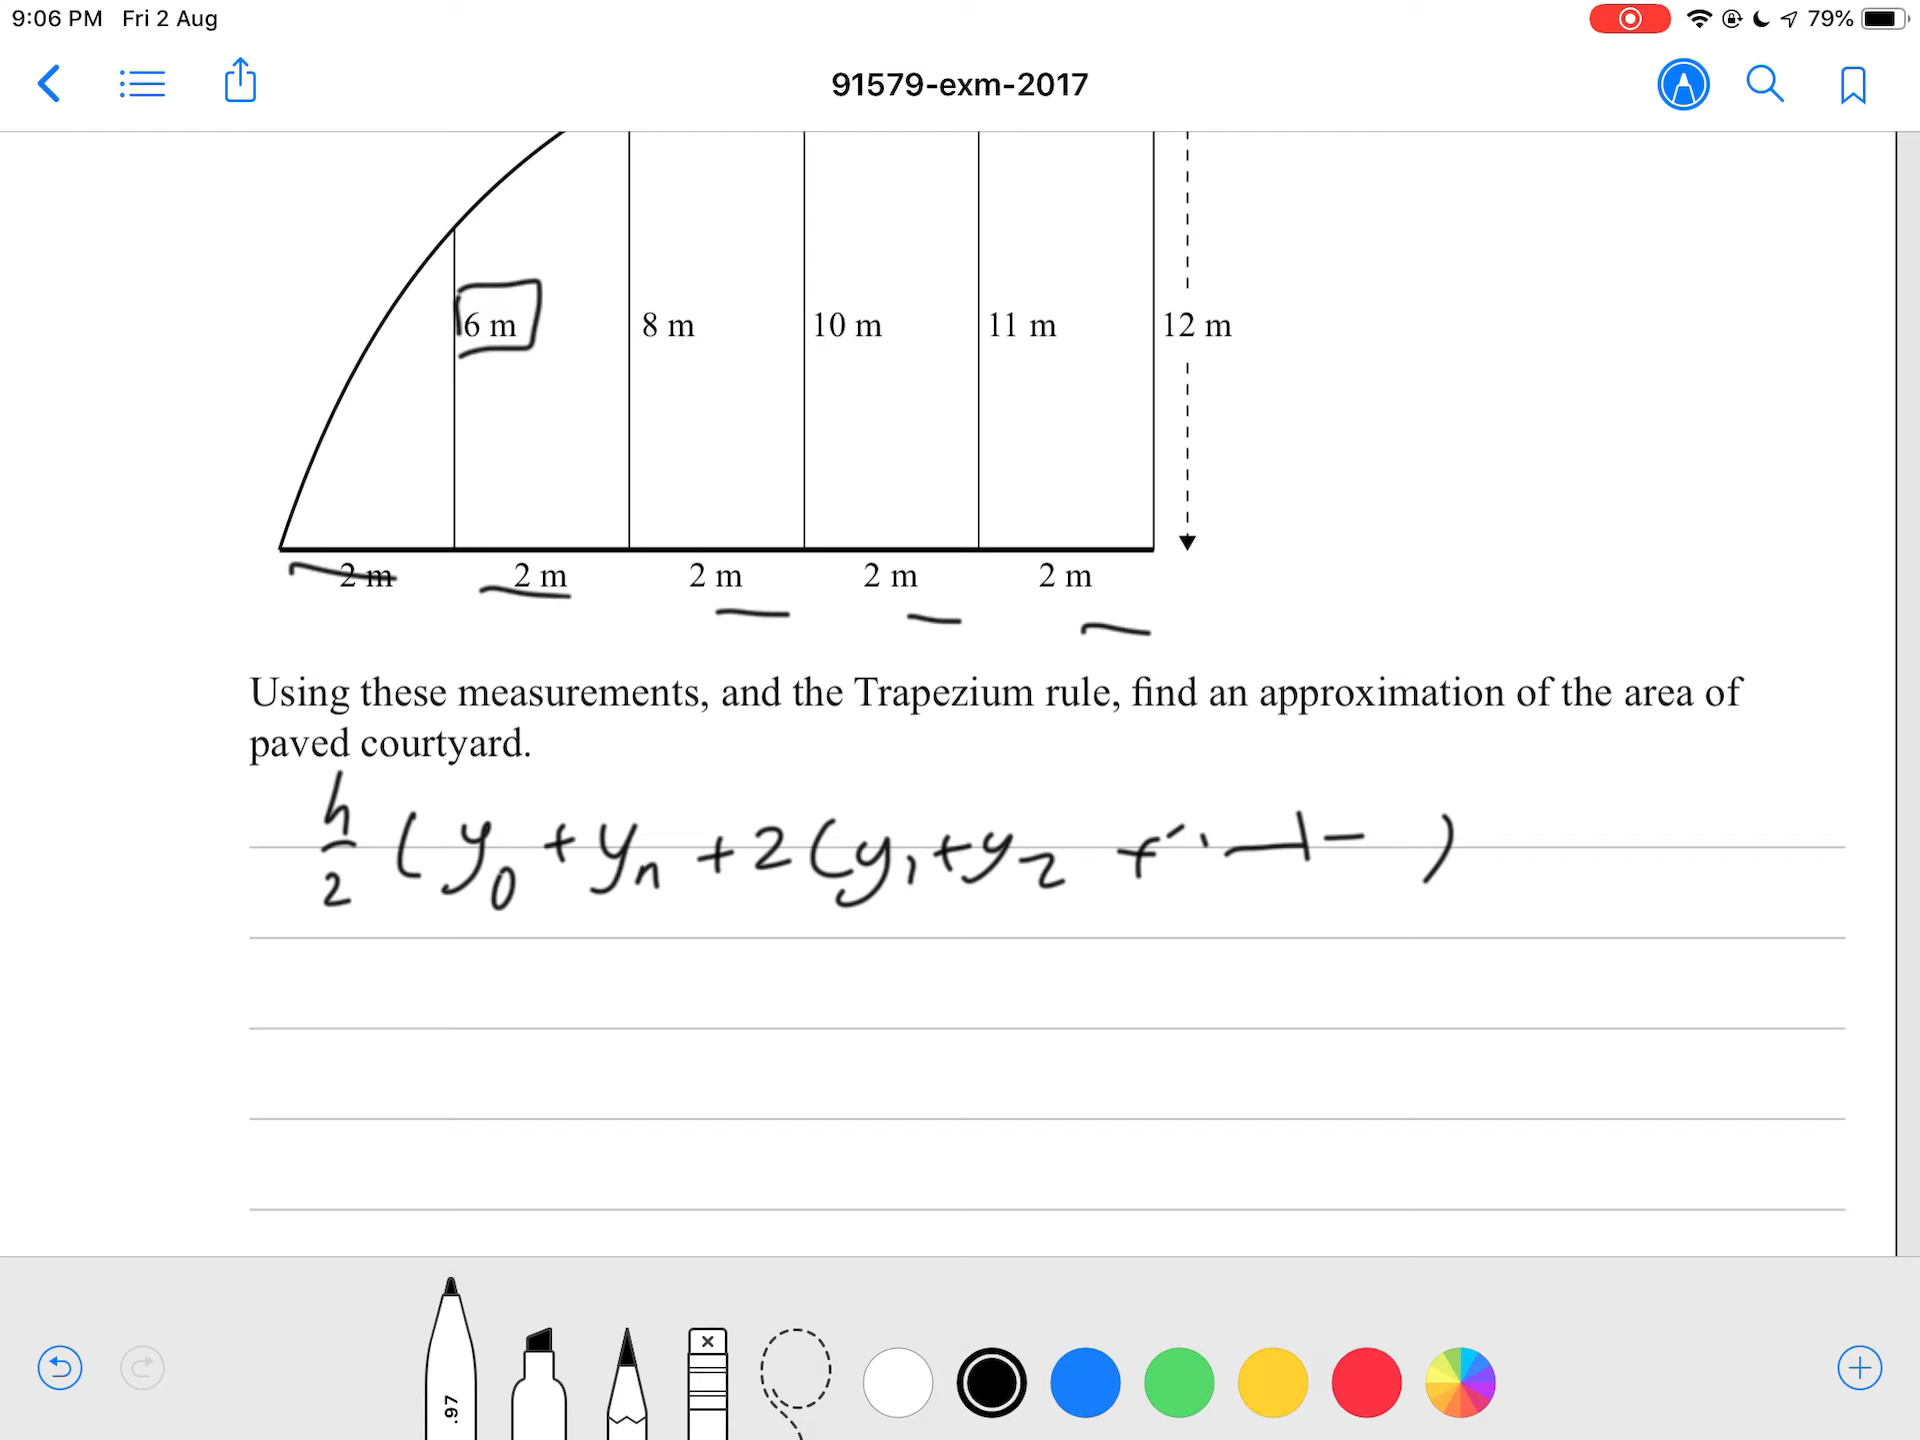 9:06 PM Fri 2 Aug 79%
91579-exm-2017
6 m 8 m 10 m 11 m 12 m
2 m 2 m 2 m 2 m 2 m
Using these measurements, and the Trapezium rule, find an approximation of the area of
paved courtyard.
h/2 (y₀ + yₙ + 2(y₁ + y₂ + )
.97